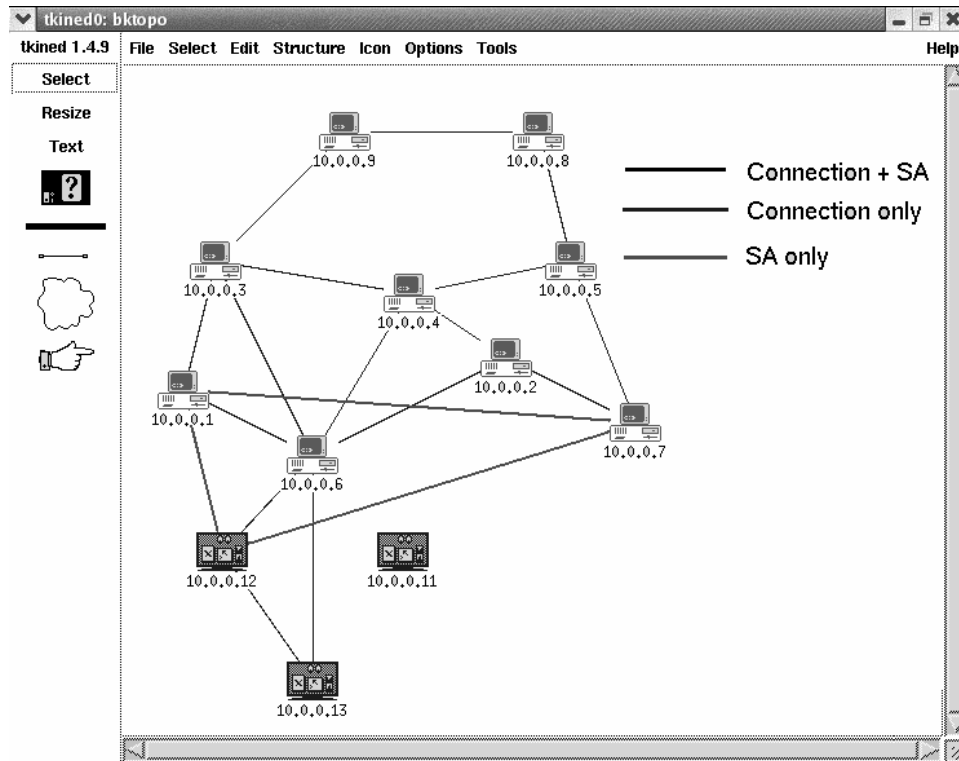 tkined0: bktopo
tkined 1.4.9
File Select Edit Structure Icon Options Tools Help
Select
Resize
Text
?
10.0.0.9
10.0.0.8
Connection + SA
Connection only
SA only
10.0.0.3
10.0.0.5
10.0.0.4
10.0.0.2
10.0.0.1
10.0.0.7
10.0.0.6
10.0.0.12
10.0.0.11
10.0.0.13